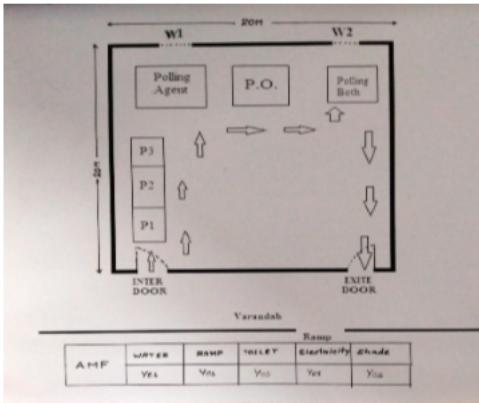 20M
W1 W2
Polling
Agent
P.O.
Polling
Both
20M
P3
P2
P1
INTER
DOOR
EXITE
DOOR
Varandah
Ramp
AMF WATER RAMP TOILET Electricity Shade
Yes Yes Yes Yes Yes